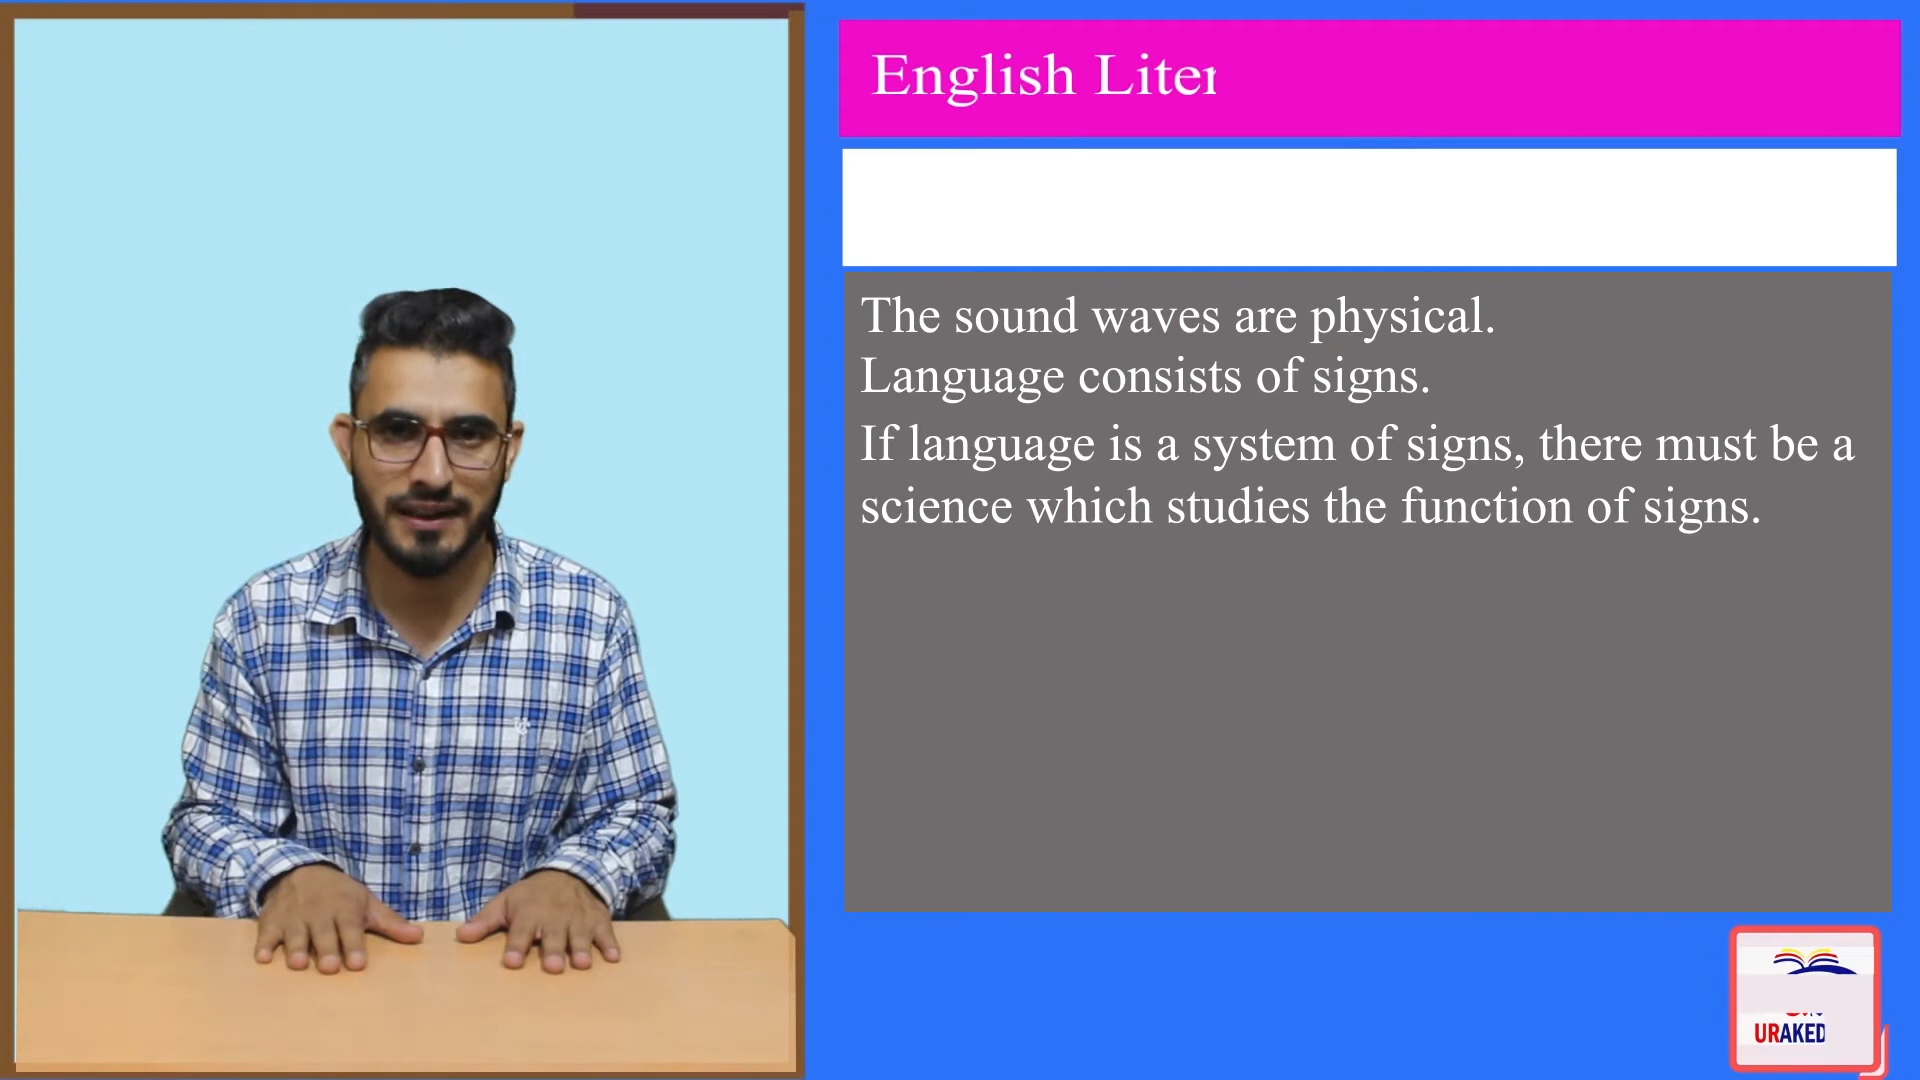 English Liter
The sound waves are physical.
Language consists of signs.
If language is a system of signs, there must be a
science which studies the function of signs.
URAKED